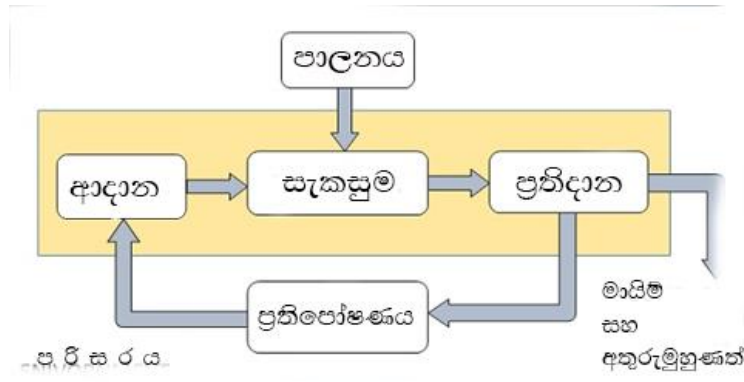 පාලනය
ආදාන
සැකසුම
ප්‍රතිදාන
ප්‍රතිපෝෂණය
මායිම්
සහ
අතුරුමුහුණත්
ප රි ස ර ය